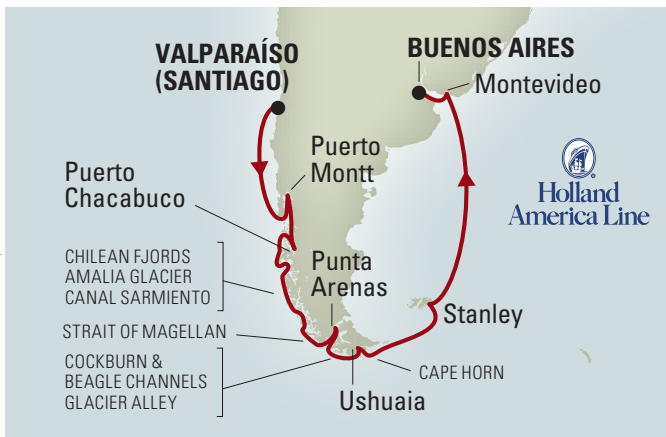 VALPARAÍSO
(SANTIAGO)
BUENOS AIRES
Montevideo
Puerto
Montt
Puerto
Chacabuco
Holland
America Line
CHILEAN FJORDS
AMALIA GLACIER
CANAL SARMIENTO
Punta
Arenas
Stanley
STRAIT OF MAGELLAN
COCKBURN &
BEAGLE CHANNELS
GLACIER ALLEY
CAPE HORN
Ushuaia